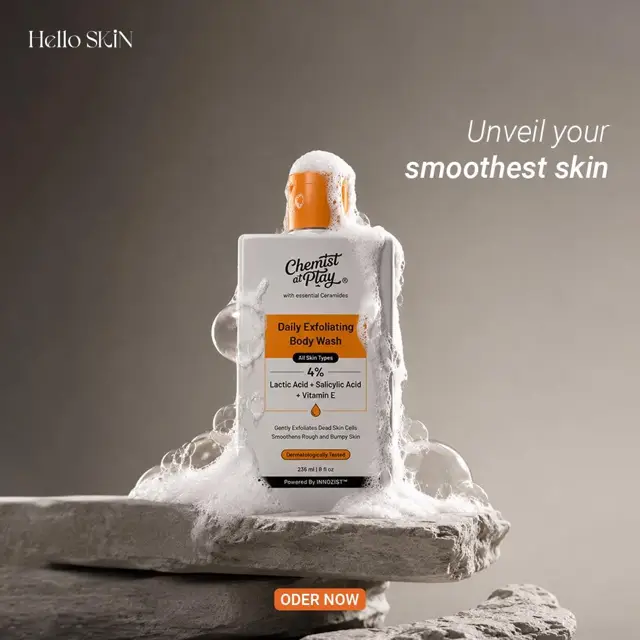 Hello SKiN
Unveil your
smoothest skin
Chemist
at Play®
with essential Ceramides
Daily Exfoliating
Body Wash
All Skin Types
4%
Lactic Acid + Salicylic Acid
+ Vitamin E
Gently Exfoliates Dead Skin Cells
Smoothens Rough and Bumpy Skin
Dermatologically Tested
236 ml | 8 fl oz
Powered By INNOZIST™
ODER NOW